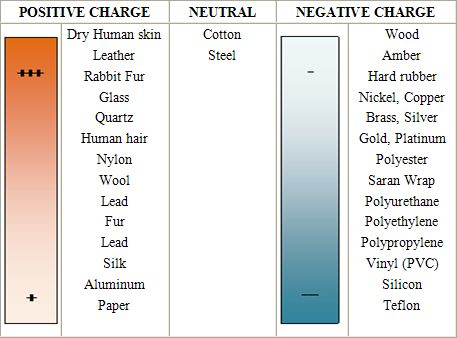 POSITIVE CHARGE NEUTRAL NEGATIVE CHARGE
+++
+
Dry Human skin
Leather
Rabbit Fur
Glass
Quartz
Human hair
Nylon
Wool
Lead
Fur
Lead
Silk
Aluminum
Paper
Cotton
Steel
–
—
Wood
Amber
Hard rubber
Nickel, Copper
Brass, Silver
Gold, Platinum
Polyester
Saran Wrap
Polyurethane
Polyethylene
Polypropylene
Vinyl (PVC)
Silicon
Teflon